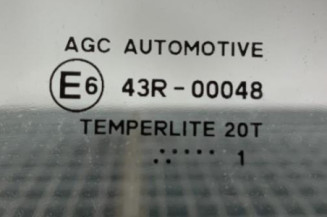 AGC AUTOMOTIVE
E6 43R-00048
TEMPERLITE 20T
1